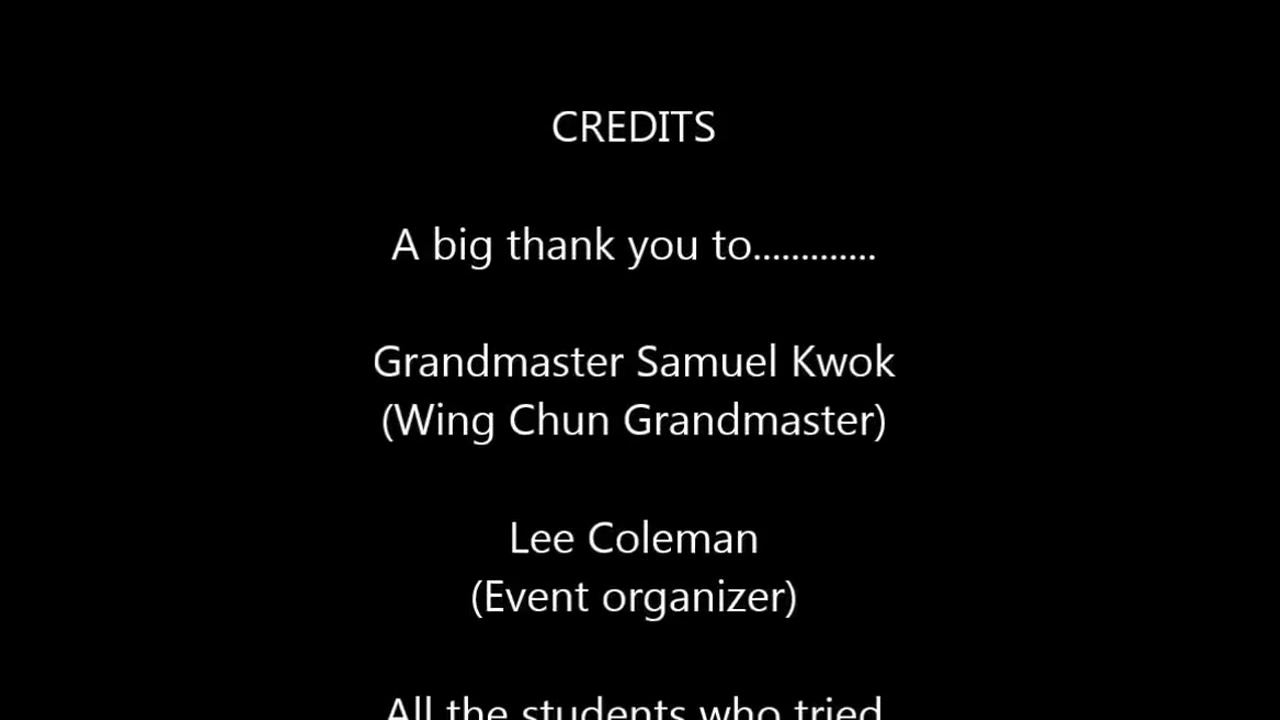 CREDITS
A big thank you to.............
Grandmaster Samuel Kwok
(Wing Chun Grandmaster)
Lee Coleman
(Event organizer)
All the students who tried